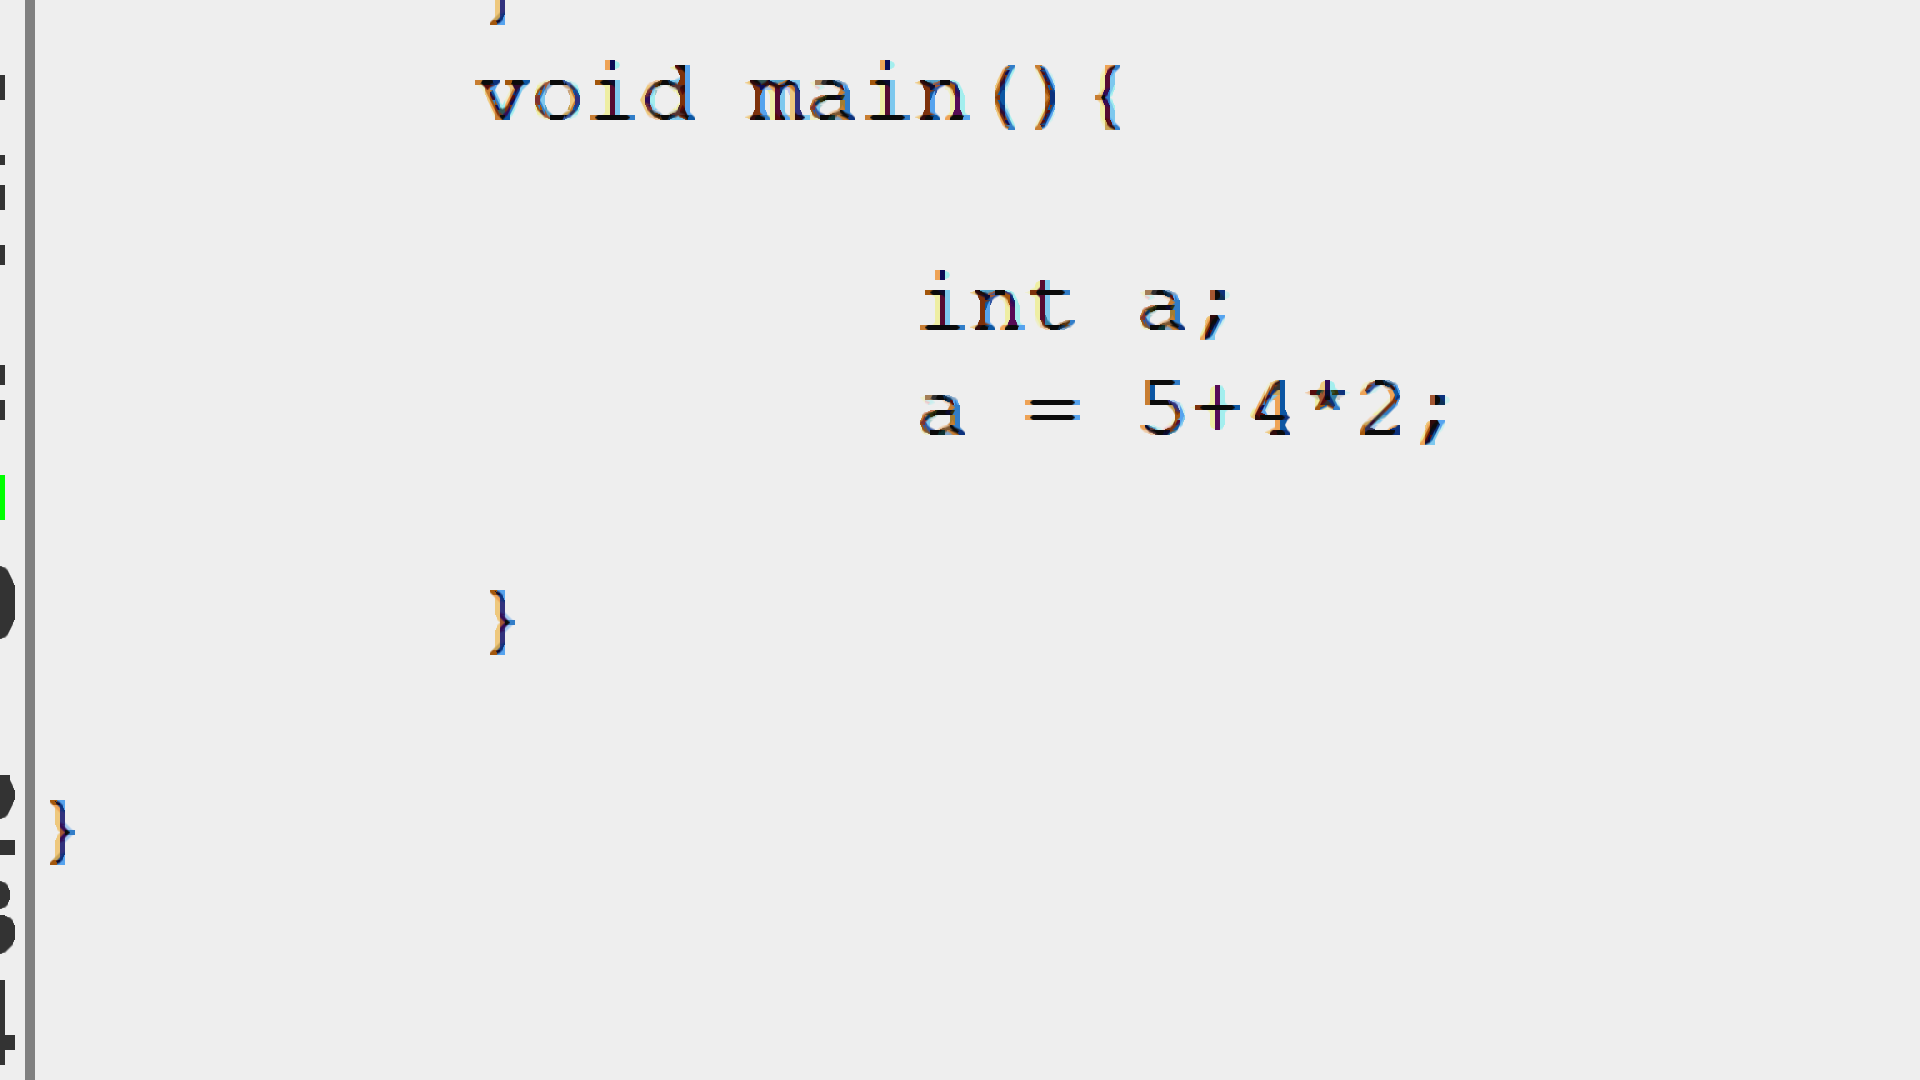 }
void main(){
int a;
a = 5+4*2;
}
}